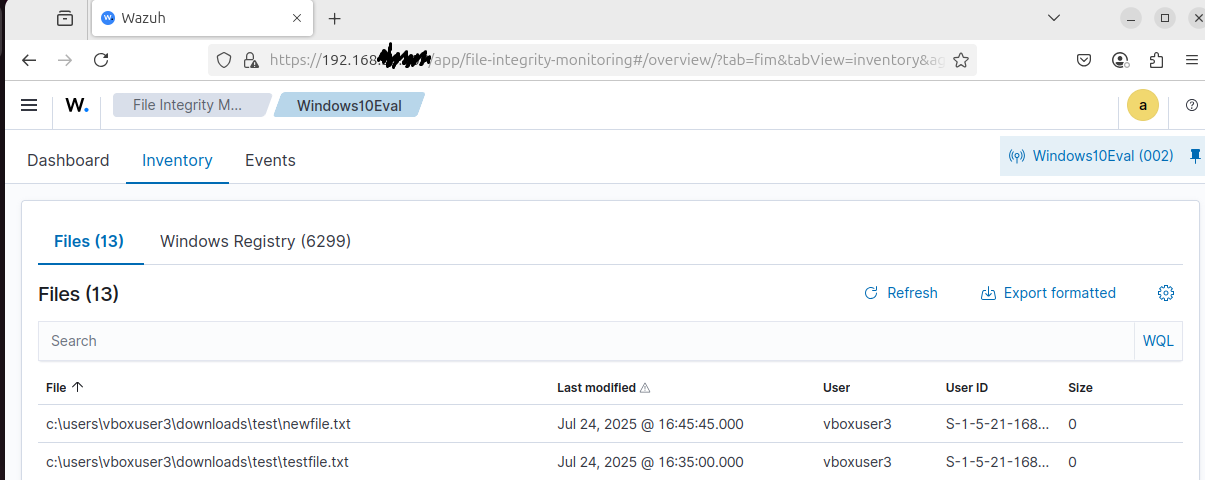 Wazuh
https://192.168. /app/file-integrity-monitoring#/overview/?tab=fim&tabView=inventory&ag
W. File Integrity M... Windows10Eval a
Dashboard Inventory Events Windows10Eval (002)
Files (13) Windows Registry (6299)
Files (13) Refresh Export formatted
Search WQL
File Last modified User User ID Size
c:\users\vboxuser3\downloads\test\newfile.txt Jul 24, 2025 @ 16:45:45.000 vboxuser3 S-1-5-21-168... 0
c:\users\vboxuser3\downloads\test\testfile.txt Jul 24, 2025 @ 16:35:00.000 vboxuser3 S-1-5-21-168... 0